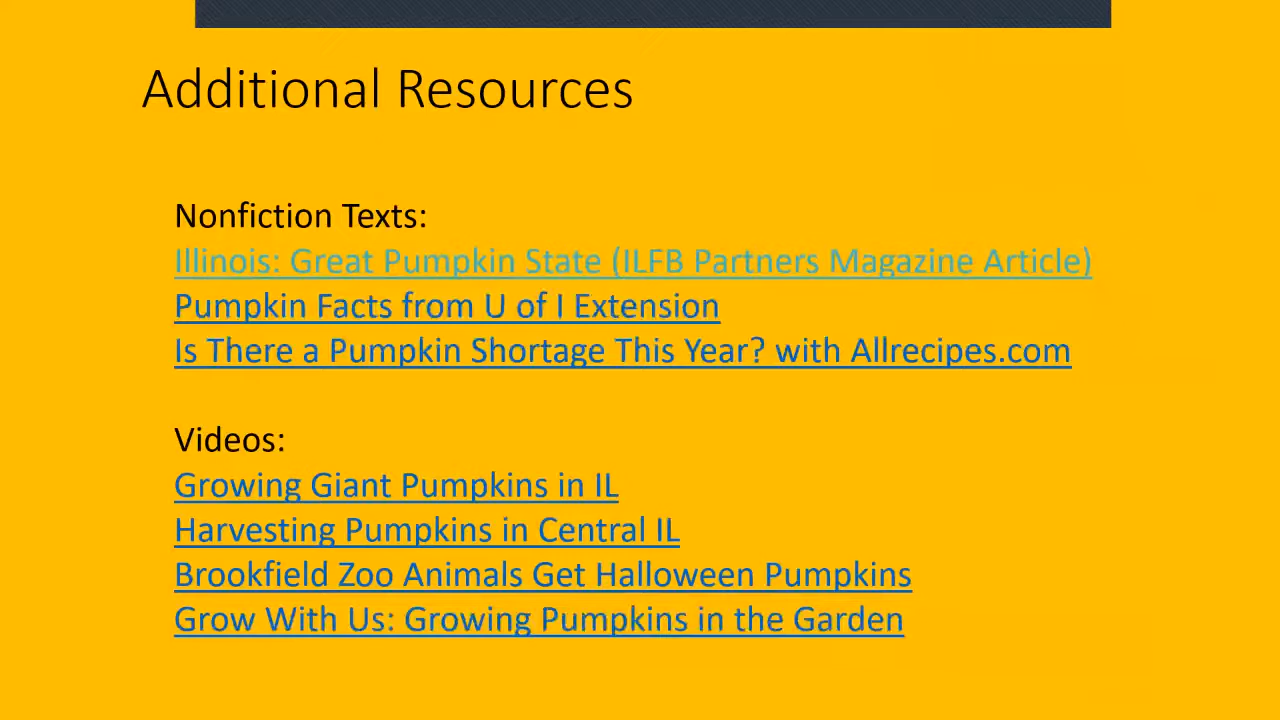 Additional Resources
Nonfiction Texts:
Illinois: Great Pumpkin State (ILFB Partners Magazine Article)
Pumpkin Facts from U of I Extension
Is There a Pumpkin Shortage This Year? with Allrecipes.com
Videos:
Growing Giant Pumpkins in IL
Harvesting Pumpkins in Central IL
Brookfield Zoo Animals Get Halloween Pumpkins
Grow With Us: Growing Pumpkins in the Garden